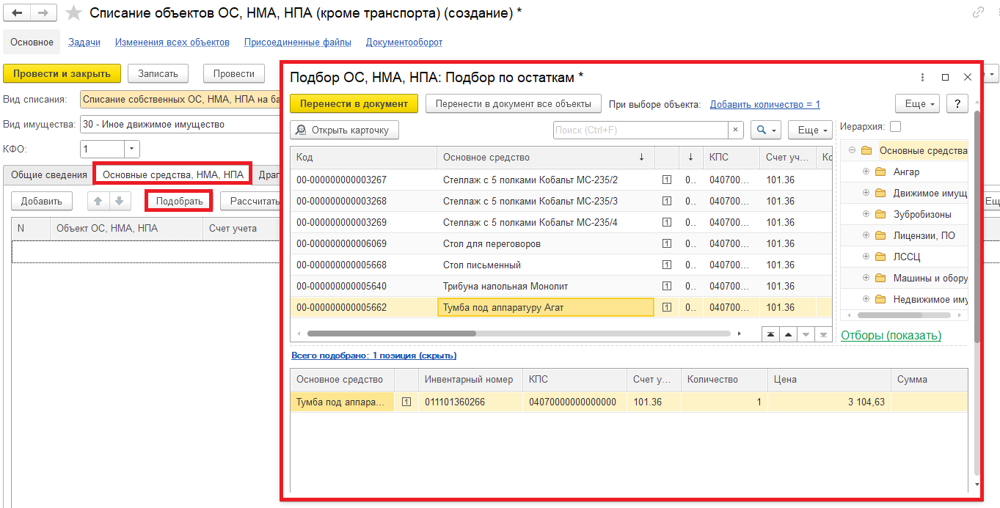 Списание объектов ОС, НМА, НПА (кроме транспорта) (создание) *
Основное Задачи Изменения всех объектов Присоединенные файлы Документооборот
Провести и закрыть Записать Провести
Вид списания: Списание собственных ОС, НМА, НПА на ба
Вид имущества: 30 - Иное движимое имущество
КФО: 1
Общие сведения Основные средства, НМА, НПА Драг
Добавить Подобрать Рассчитать Ещ
N Объект ОС, НМА, НПА Счет учета
Подбор ОС, НМА, НПА: Подбор по остаткам *
Перенести в документ Перенести в документ все объекты При выборе объекта: Добавить количество = 1 Еще ?
Открыть карточку Поиск (Ctrl+F) × Еще
Код Основное средство ↓ ↓ КПС Счет уч... Кс
00-000000000003267 Стеллаж с 5 полками Кобальт МС-235/2 1 0.. 040700... 101.36
00-000000000003268 Стеллаж с 5 полками Кобальт МС-235/3 1 0.. 040700... 101.36
00-000000000003269 Стеллаж с 5 полками Кобальт МС-235/4 1 0.. 040700... 101.36
00-000000000006069 Стол для переговоров 1 0.. 040700... 101.36
00-000000000005668 Стол письменный 1 0.. 040700... 101.36
00-000000000005640 Трибуна напольная Монолит 1 0.. 040700... 101.36
00-000000000005662 Тумба под аппаратуру Агат 1 0.. 040700... 101.36
Иерархия:
Основные средства
Ангар
Движимое имущ
Зубробизоны
Лицензии, ПО
ЛССЦ
Машины и обору
Недвижимое иму
Отборы (показать)
Всего подобрано: 1 позиция (скрыть)
Основное средство Инвентарный номер КПС Счет у... Количество Цена Сумма
Тумба под аппара... 1 011101360266 04070000000000000 101.36 1 3 104,63